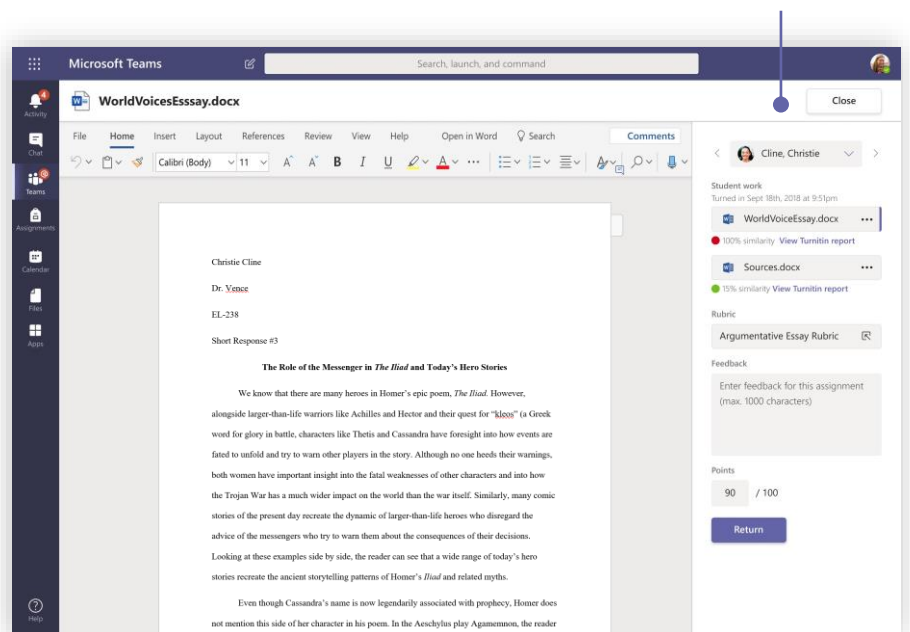 Microsoft Teams
Search, launch, and command
4
Activity
Chat
Teams
Assignments
Calendar
Files
Apps
Help
WorldVoicesEsssay.docx
Close
File Home Insert Layout References Review View Help Open in Word Search Comments
Calibri (Body) 11 A A B I U A
Christie Cline
Dr. Vence
EL-238
Short Response #3
The Role of the Messenger in The Iliad and Today's Hero Stories
We know that there are many heroes in Homer's epic poem, The Iliad. However,
alongside larger-than-life warriors like Achilles and Hector and their quest for “kleos” (a Greek
word for glory in battle, characters like Thetis and Cassandra have foresight into how events are
fated to unfold and try to warn other players in the story. Although no one heeds their warnings,
both women have important insight into the fatal weaknesses of other characters and into how
the Trojan War has a much wider impact on the world than the war itself. Similarly, many comic
stories of the present day recreate the dynamic of larger-than-life heroes who disregard the
advice of the messengers who try to warn them about the consequences of their decisions.
Looking at these examples side by side, the reader can see that a wide range of today's hero
stories recreate the ancient storytelling patterns of Homer's Iliad and related myths.
Even though Cassandra's name is now legendarily associated with prophecy, Homer does
not mention this side of her character in his poem. In the Aeschylus play Agamemnon, the reader
Cline, Christie
Student work
Turned in Sept 18th, 2018 at 9:51pm
WorldVoiceEssay.docx
100% similarity View Turnitin report
Sources.docx
15% similarity View Turnitin report
Rubric
Argumentative Essay Rubric
Feedback
Enter feedback for this assignment
(max. 1000 characters)
Points
90 / 100
Return